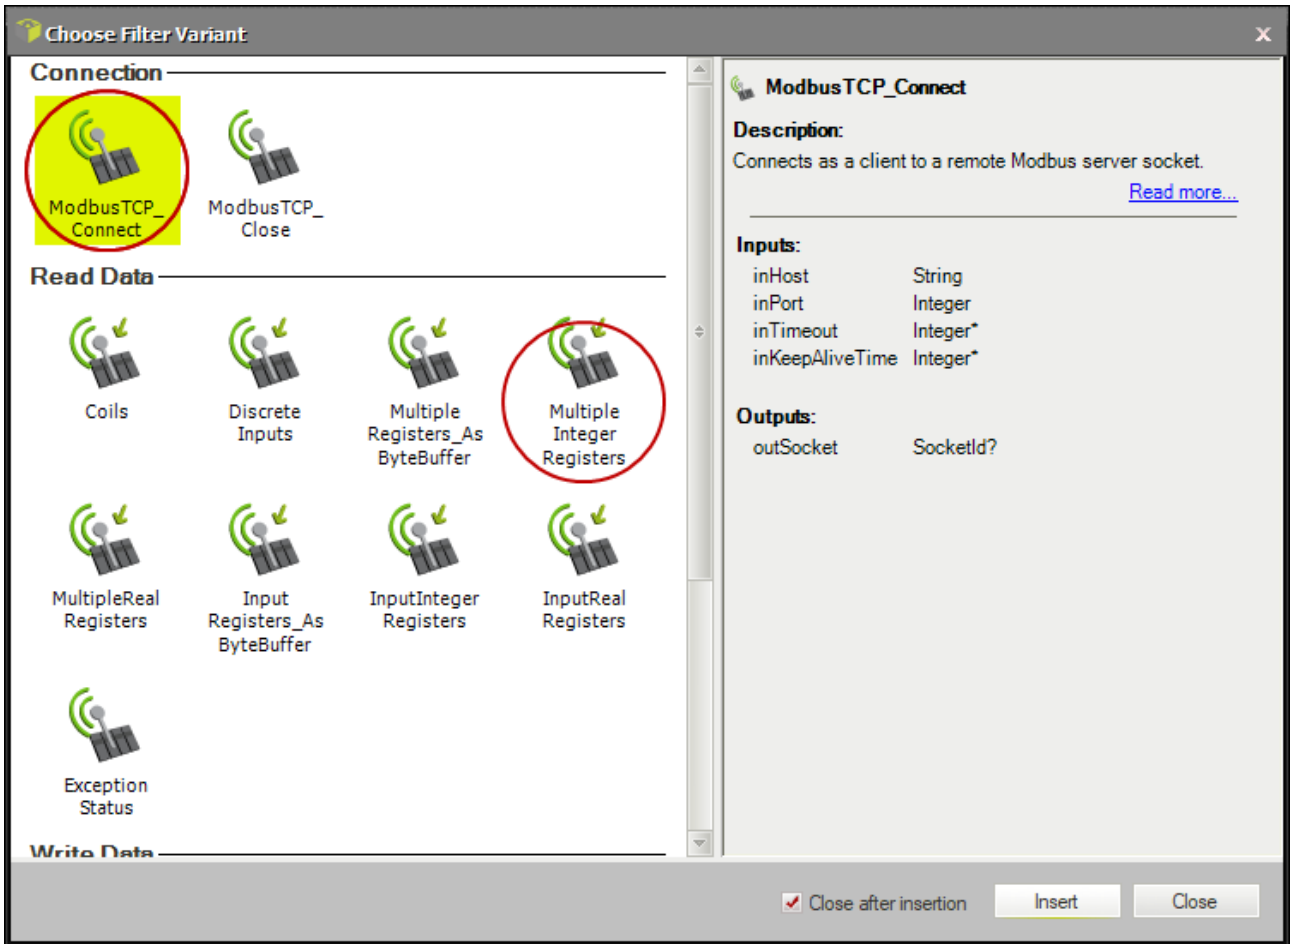 Choose Filter Variant
x
Connection
ModbusTCP_
Connect
ModbusTCP_
Close
Read Data
Coils
Discrete
Inputs
Multiple
Registers_As
ByteBuffer
Multiple
Integer
Registers
MultipleReal
Registers
Input
Registers_As
ByteBuffer
InputInteger
Registers
InputReal
Registers
Exception
Status
Write Data
ModbusTCP_Connect
Description:
Connects as a client to a remote Modbus server socket.
Read more...
Inputs:
inHost String
inPort Integer
inTimeout Integer*
inKeepAliveTime Integer*
Outputs:
outSocket SocketId?
Close after insertion
Insert
Close